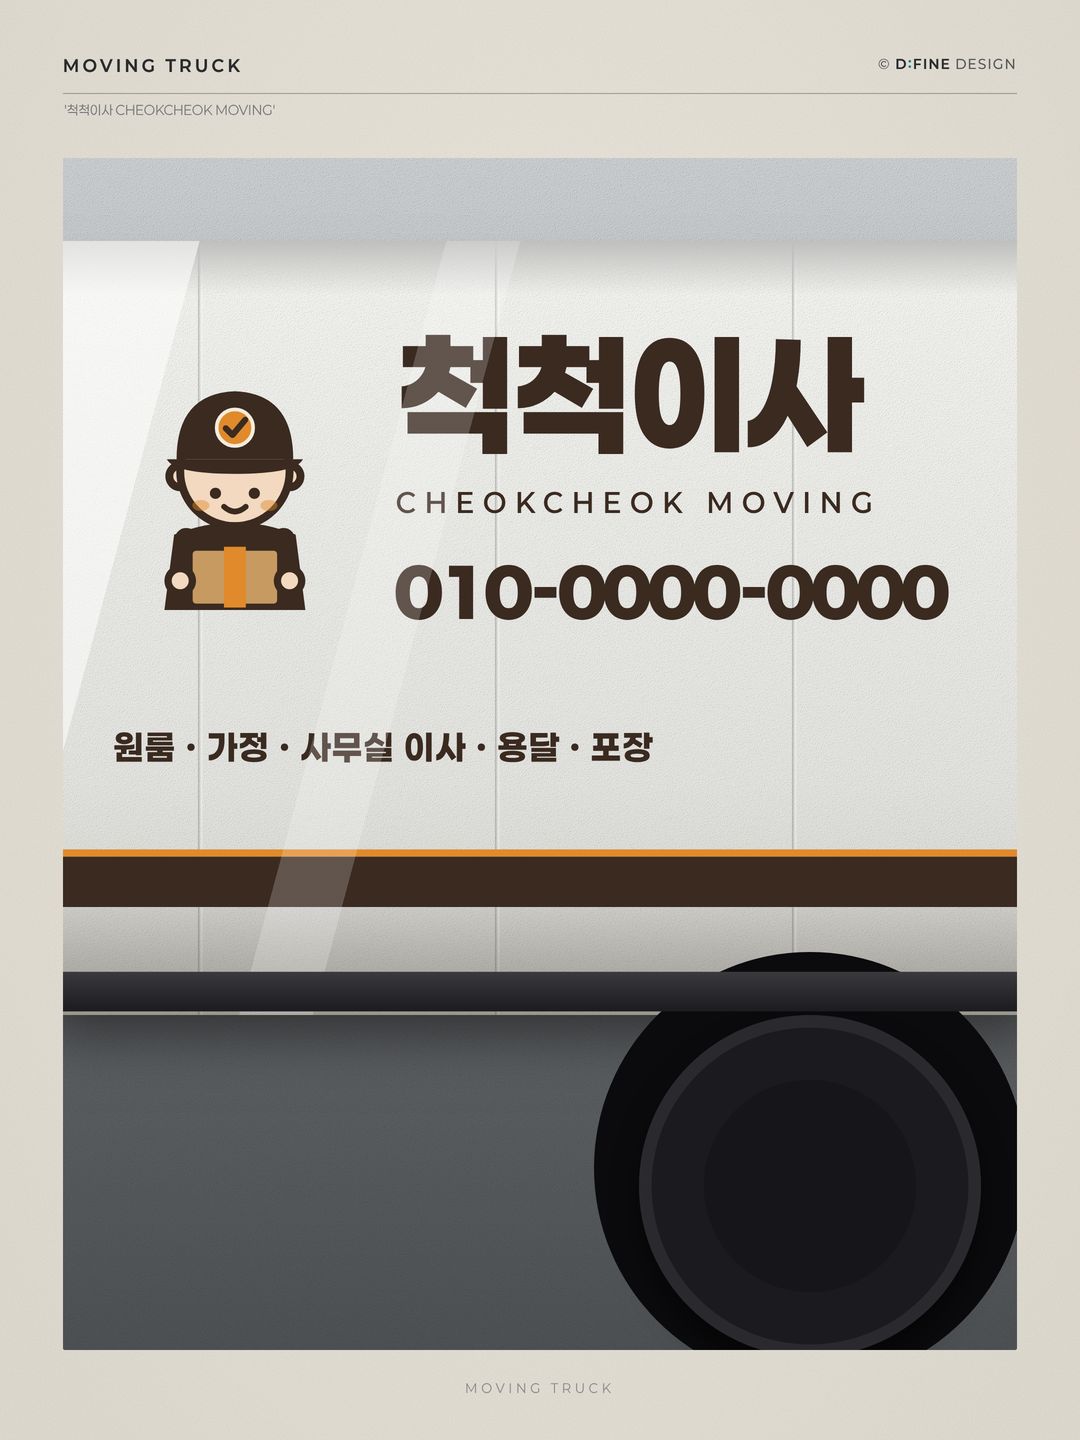 MOVING TRUCK
© D:FINE DESIGN
'척척이사 CHEOKCHEOK MOVING'
척척이사
CHEOKCHEOK MOVING
010-0000-0000
원룸 · 가정 · 사무실 이사 · 용달 · 포장
MOVING TRUCK